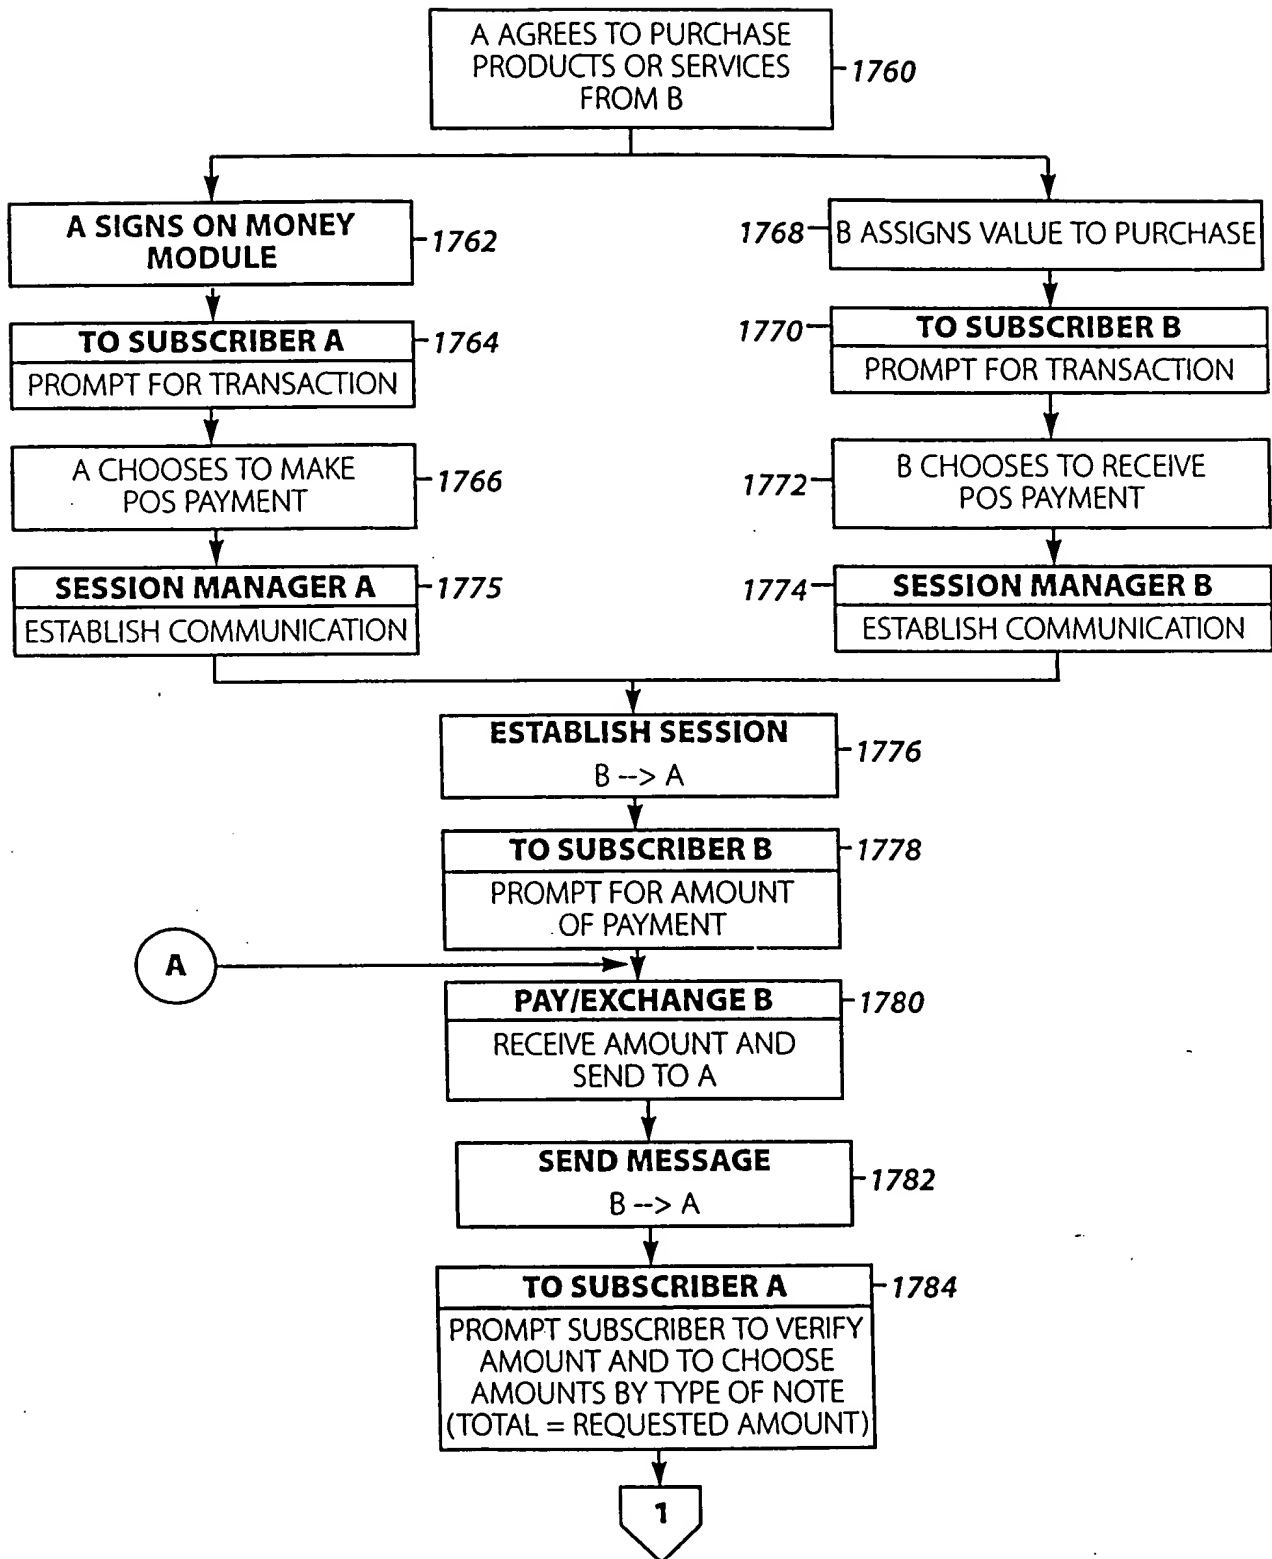 A AGREES TO PURCHASE
PRODUCTS OR SERVICES
FROM B
1760
A SIGNS ON MONEY
MODULE
1762
1768
B ASSIGNS VALUE TO PURCHASE
TO SUBSCRIBER A
PROMPT FOR TRANSACTION
1764
1770
TO SUBSCRIBER B
PROMPT FOR TRANSACTION
A CHOOSES TO MAKE
POS PAYMENT
1766
1772
B CHOOSES TO RECEIVE
POS PAYMENT
SESSION MANAGER A
ESTABLISH COMMUNICATION
1775
1774
SESSION MANAGER B
ESTABLISH COMMUNICATION
ESTABLISH SESSION
B --> A
1776
TO SUBSCRIBER B
PROMPT FOR AMOUNT
OF PAYMENT
1778
A
PAY/EXCHANGE B
RECEIVE AMOUNT AND
SEND TO A
1780
SEND MESSAGE
B --> A
1782
TO SUBSCRIBER A
PROMPT SUBSCRIBER TO VERIFY
AMOUNT AND TO CHOOSE
AMOUNTS BY TYPE OF NOTE
(TOTAL = REQUESTED AMOUNT)
1784
1